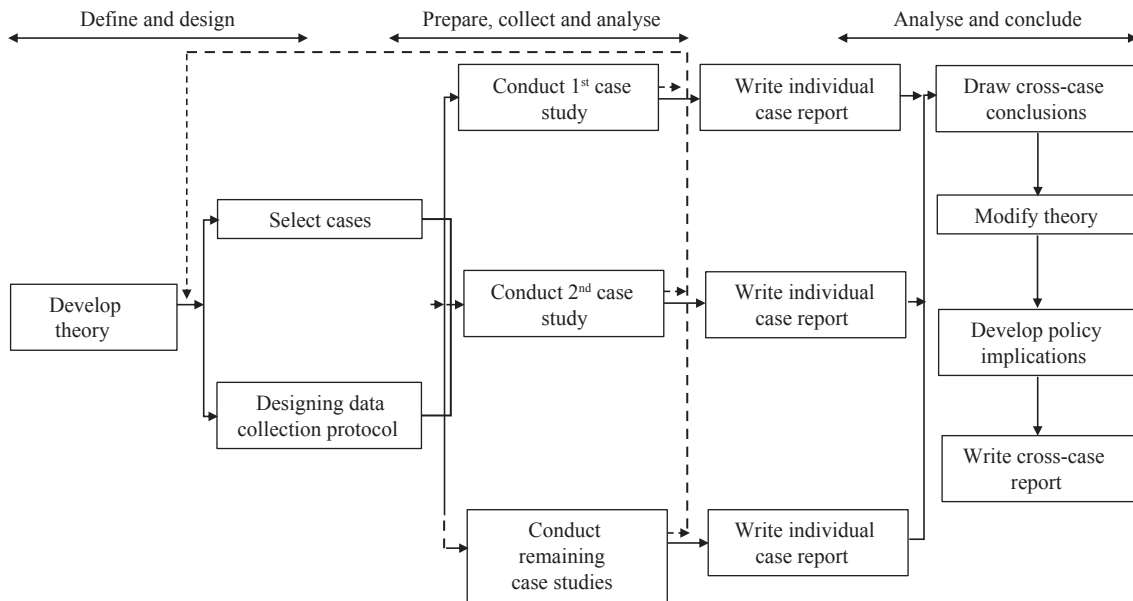 Define and design
Prepare, collect and analyse
Analyse and conclude
Conduct 1st case
study
Write individual
case report
Draw cross-case
conclusions
Select cases
Modify theory
Develop
theory
Conduct 2nd case
study
Write individual
case report
Develop policy
implications
Designing data
collection protocol
Write cross-case
report
Conduct
remaining
case studies
Write individual
case report